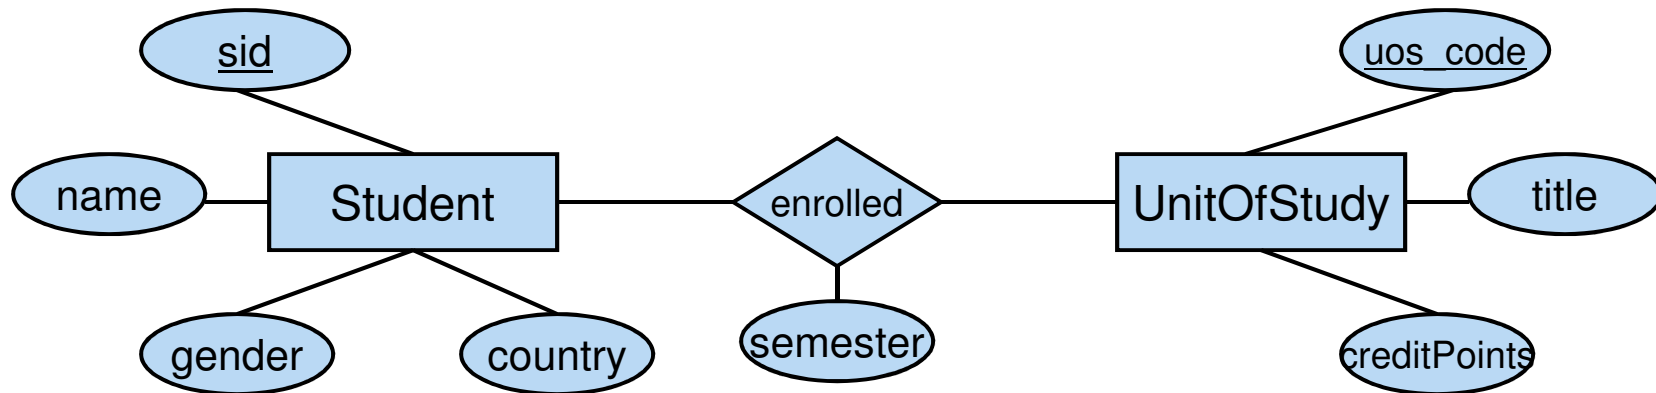 sid
uos_code
name
Student
enrolled
UnitOfStudy
title
gender
country
semester
creditPoints